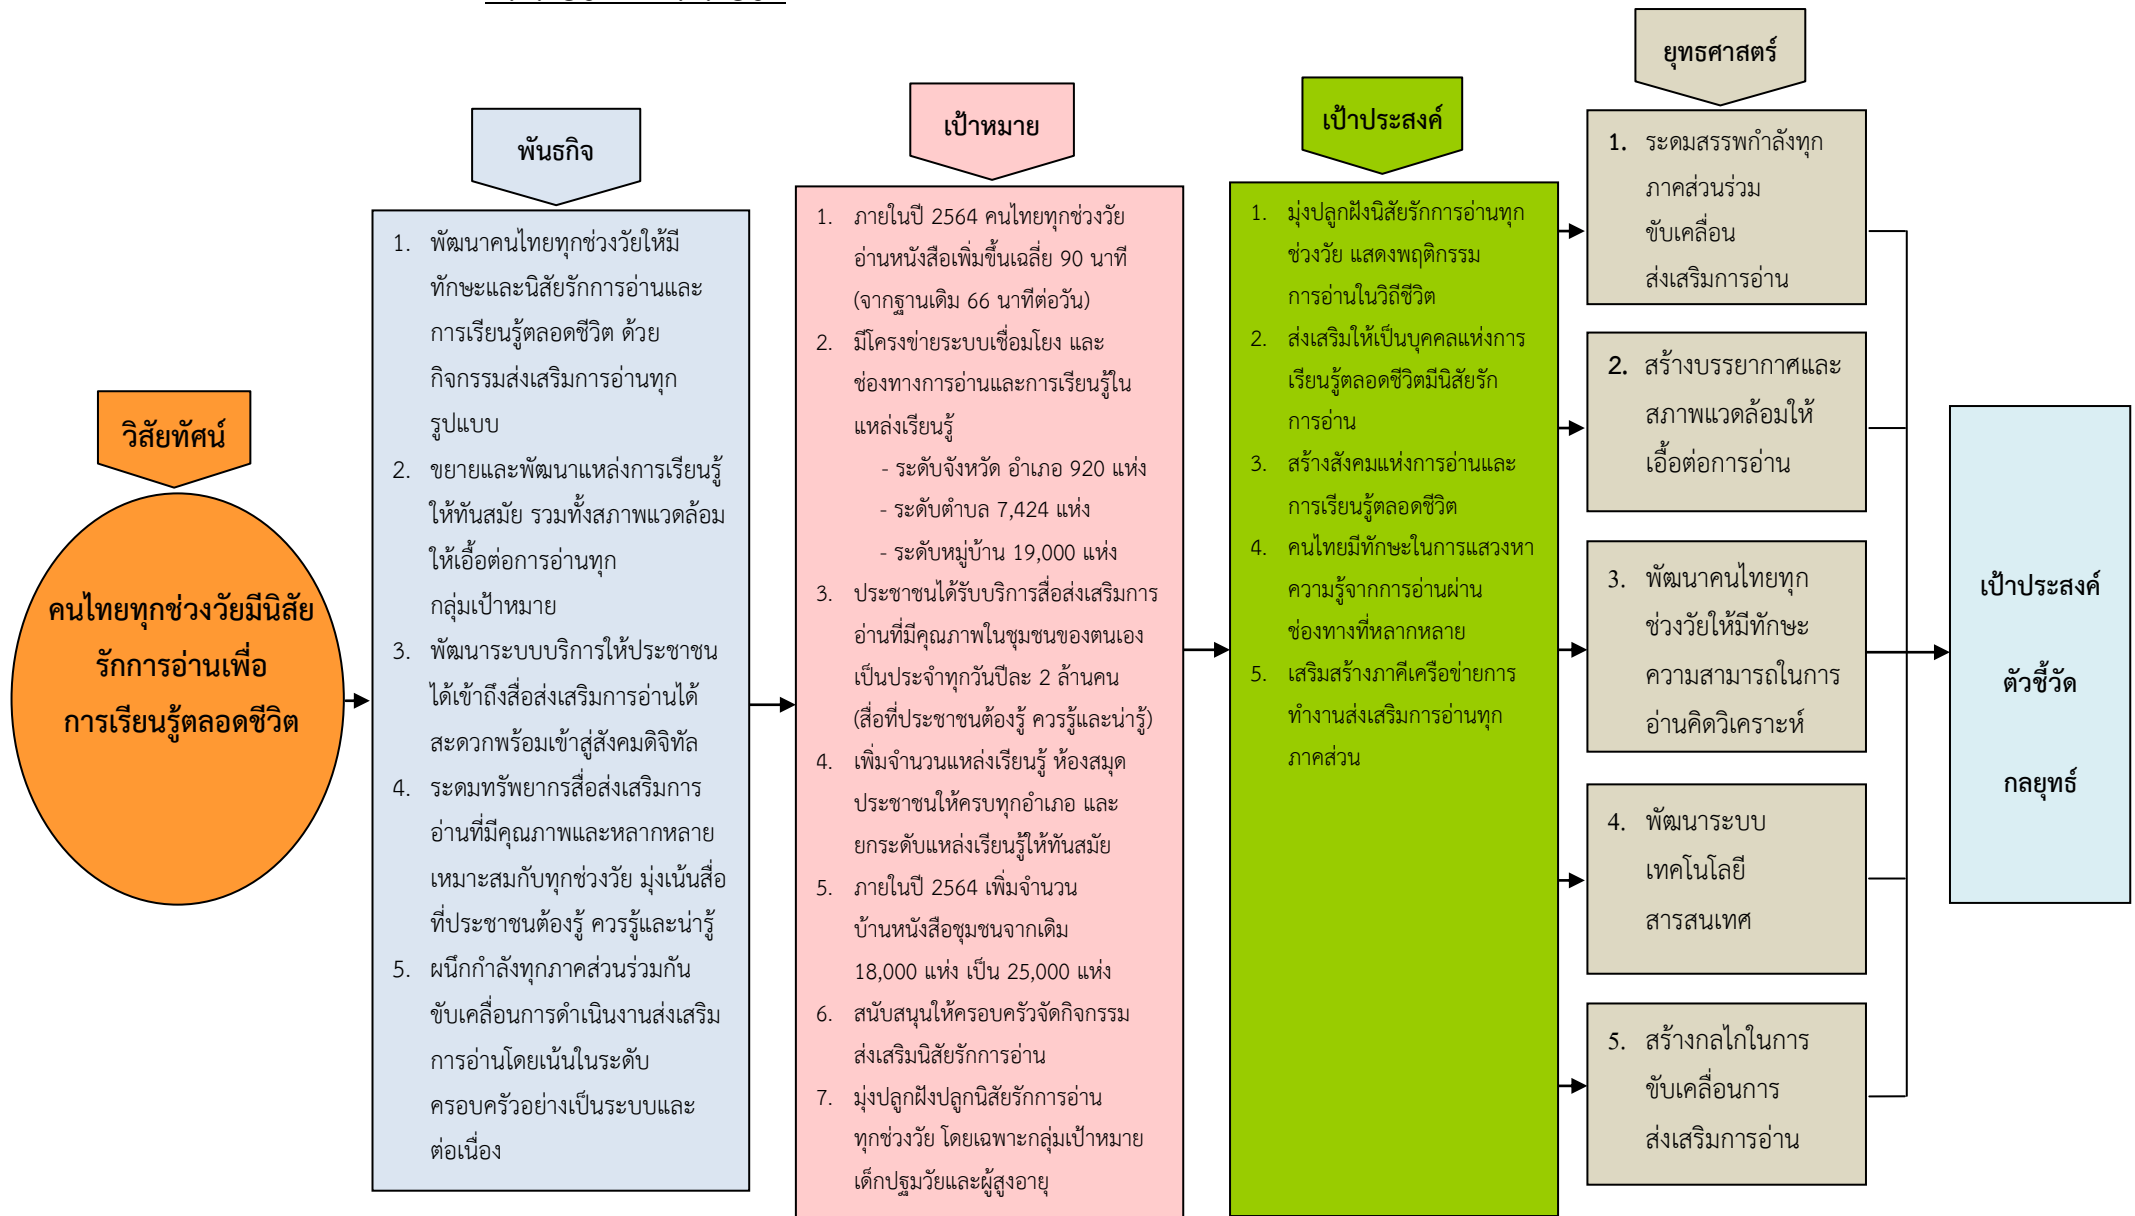 วิสัยทัศน์
คนไทยทุกช่วงวัยมีนิสัย
รักการอ่านเพื่อ
การเรียนรู้ตลอดชีวิต
พันธกิจ
1. พัฒนาคนไทยทุกช่วงวัยให้มี
ทักษะและนิสัยรักการอ่านและ
การเรียนรู้ตลอดชีวิต ด้วย
กิจกรรมส่งเสริมการอ่านทุก
รูปแบบ
2. ขยายและพัฒนาแหล่งการเรียนรู้
ให้ทันสมัย รวมทั้งสภาพแวดล้อม
ให้เอื้อต่อการอ่านทุก
กลุ่มเป้าหมาย
3. พัฒนาระบบบริการให้ประชาชน
ได้เข้าถึงสื่อส่งเสริมการอ่านได้
สะดวกพร้อมเข้าสู่สังคมดิจิทัล
4. ระดมทรัพยากรสื่อส่งเสริมการ
อ่านที่มีคุณภาพและหลากหลาย
เหมาะสมกับทุกช่วงวัย มุ่งเน้นสื่อ
ที่ประชาชนต้องรู้ ควรรู้และน่ารู้
5. ผนึกกำลังทุกภาคส่วนร่วมกัน
ขับเคลื่อนการดำเนินงานส่งเสริม
การอ่านโดยเน้นในระดับ
ครอบครัวอย่างเป็นระบบและ
ต่อเนื่อง
เป้าหมาย
1. ภายในปี 2564 คนไทยทุกช่วงวัย
อ่านหนังสือเพิ่มขึ้นเฉลี่ย 90 นาที
(จากฐานเดิม 66 นาทีต่อวัน)
2. มีโครงข่ายระบบเชื่อมโยง และ
ช่องทางการอ่านและการเรียนรู้ใน
แหล่งเรียนรู้
- ระดับจังหวัด อำเภอ 920 แห่ง
- ระดับตำบล 7,424 แห่ง
- ระดับหมู่บ้าน 19,000 แห่ง
3. ประชาชนได้รับบริการสื่อส่งเสริมการ
อ่านที่มีคุณภาพในชุมชนของตนเอง
เป็นประจำทุกวันปีละ 2 ล้านคน
(สื่อที่ประชาชนต้องรู้ ควรรู้และน่ารู้)
4. เพิ่มจำนวนแหล่งเรียนรู้ ห้องสมุด
ประชาชนให้ครบทุกอำเภอ และ
ยกระดับแหล่งเรียนรู้ให้ทันสมัย
5. ภายในปี 2564 เพิ่มจำนวน
บ้านหนังสือชุมชนจากเดิม
18,000 แห่ง เป็น 25,000 แห่ง
6. สนับสนุนให้ครอบครัวจัดกิจกรรม
ส่งเสริมนิสัยรักการอ่าน
7. มุ่งปลูกฝังปลูกนิสัยรักการอ่าน
ทุกช่วงวัย โดยเฉพาะกลุ่มเป้าหมาย
เด็กปฐมวัยและผู้สูงอายุ
เป้าประสงค์
1. มุ่งปลูกฝังนิสัยรักการอ่านทุก
ช่วงวัย แสดงพฤติกรรม
การอ่านในวิถีชีวิต
2. ส่งเสริมให้เป็นบุคคลแห่งการ
เรียนรู้ตลอดชีวิตมีนิสัยรัก
การอ่าน
3. สร้างสังคมแห่งการอ่านและ
การเรียนรู้ตลอดชีวิต
4. คนไทยมีทักษะในการแสวงหา
ความรู้จากการอ่านผ่าน
ช่องทางที่หลากหลาย
5. เสริมสร้างภาคีเครือข่ายการ
ทำงานส่งเสริมการอ่านทุก
ภาคส่วน
ยุทธศาสตร์
1. ระดมสรรพกำลังทุก
ภาคส่วนร่วม
ขับเคลื่อน
ส่งเสริมการอ่าน
2. สร้างบรรยากาศและ
สภาพแวดล้อมให้
เอื้อต่อการอ่าน
3. พัฒนาคนไทยทุก
ช่วงวัยให้มีทักษะ
ความสามารถในการ
อ่านคิดวิเคราะห์
4. พัฒนาระบบ
เทคโนโลยี
สารสนเทศ
5. สร้างกลไกในการ
ขับเคลื่อนการ
ส่งเสริมการอ่าน
เป้าประสงค์
ตัวชี้วัด
กลยุทธ์